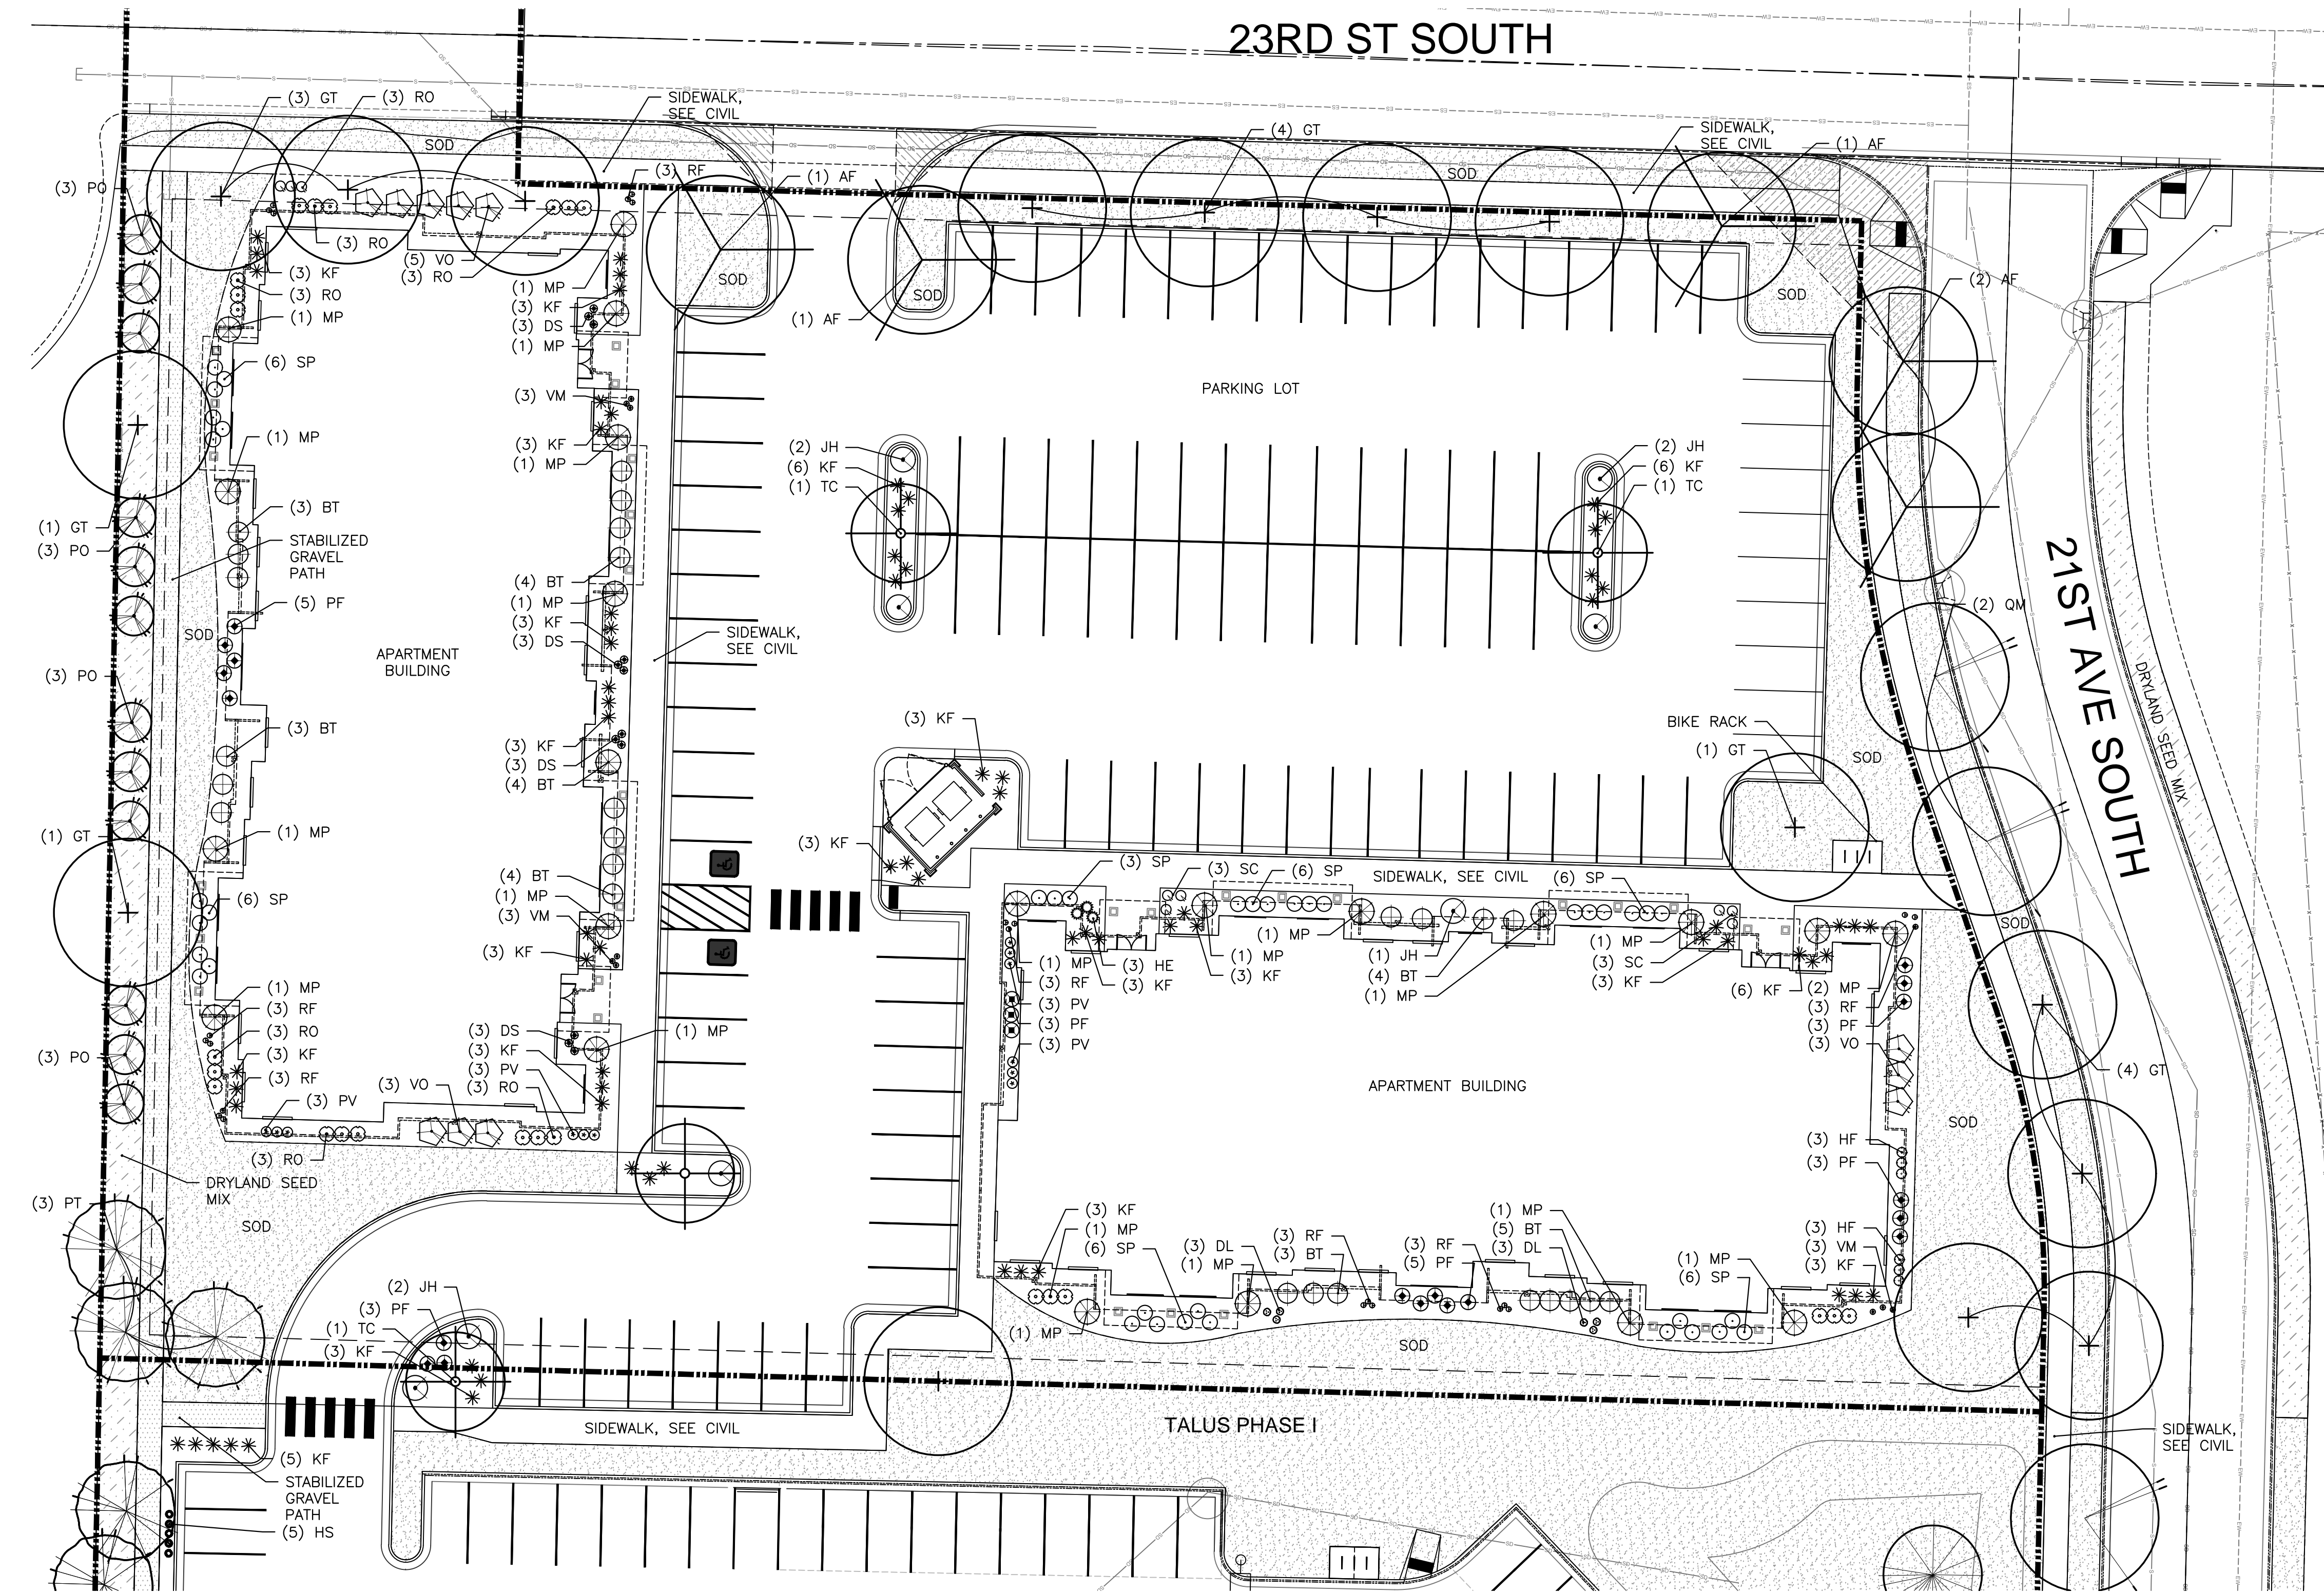 23RD ST SOUTH
(3) GT
(3) RO
SIDEWALK,
SEE CIVIL
SOD
(4) GT
SIDEWALK,
SEE CIVIL
(1) AF
(3) PO
(3) RF
(1) AF
SOD
(3) RO
(5) VO
(3) RO
(3) KF
(3) RO
(1) MP
(1) MP
(3) KF
(3) DS
(1) MP
SOD
SOD
(1) AF
SOD
(2) AF
(6) SP
(3) VM
PARKING LOT
(1) MP
(3) KF
(1) MP
(2) JH
(6) KF
(1) TC
(2) JH
(6) KF
(1) TC
(1) GT
(3) PO
(3) BT
STABILIZED
GRAVEL
PATH
(4) BT
(1) MP
(3) KF
(3) DS
(5) PF
SOD
APARTMENT
BUILDING
SIDEWALK,
SEE CIVIL
(2) QM
21ST AVE SOUTH
DRYLAND SEED MIX
(3) PO
(3) BT
(3) KF
(3) DS
(4) BT
(3) KF
BIKE RACK
(1) GT
SOD
(1) GT
(1) MP
(3) KF
(3) SP
(3) SC
(6) SP
SIDEWALK, SEE CIVIL
(6) SP
(6) SP
(4) BT
(1) MP
(3) VM
(3) KF
SOD
(1) MP
(3) RF
(3) PV
(3) PF
(3) PV
(3) HE
(3) KF
(1) MP
(3) KF
(1) MP
(1) JH
(4) BT
(1) MP
(1) MP
(3) SC
(3) KF
(6) KF
(2) MP
(3) RF
(3) PF
(3) VO
(1) MP
(3) RF
(3) RO
(3) KF
(3) RF
(3) PV
(3) PO
(3) DS
(3) KF
(3) PV
(3) RO
(1) MP
(3) VO
APARTMENT BUILDING
(4) GT
SOD
(3) HF
(3) PF
(3) RO
DRYLAND SEED
MIX
(3) PT
SOD
(3) KF
(1) MP
(6) SP
(3) DL
(1) MP
(3) RF
(3) BT
(3) RF
(5) PF
(1) MP
(5) BT
(3) DL
(1) MP
(6) SP
(3) HF
(3) VM
(3) KF
(2) JH
(3) PF
(1) TC
(3) KF
(1) MP
SOD
SIDEWALK, SEE CIVIL
TALUS PHASE I
SIDEWALK,
SEE CIVIL
(5) KF
STABILIZED
GRAVEL
PATH
(5) HS